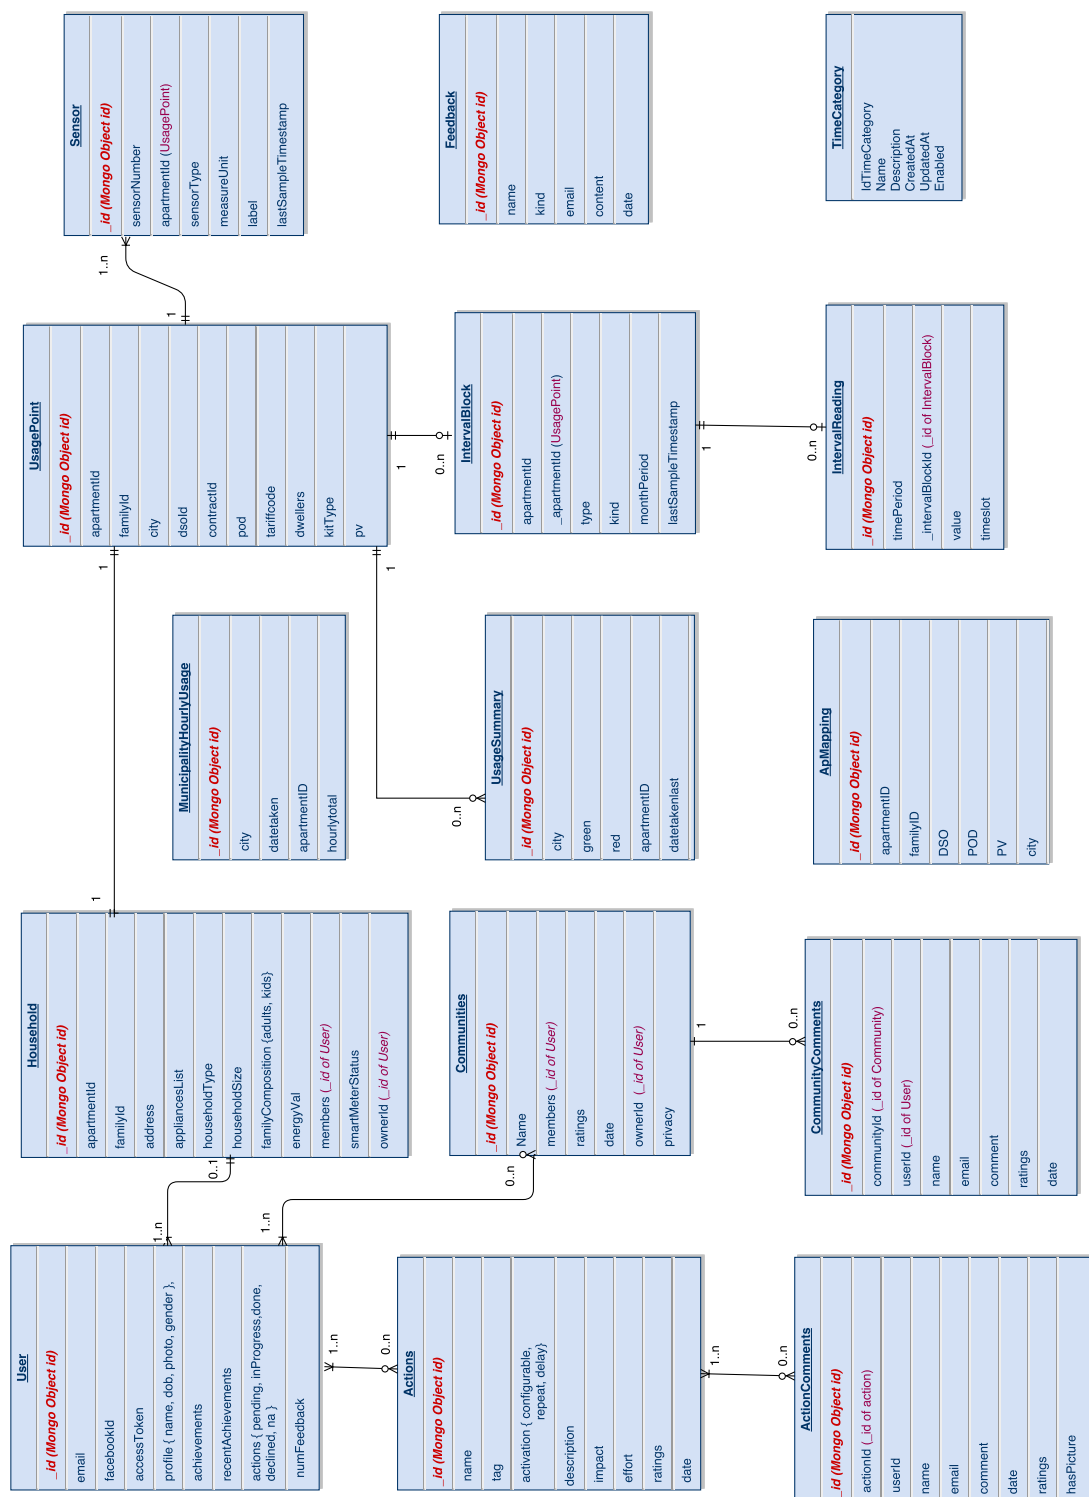 User
_id (Mongo Object id)
email
facebookId
accessToken
profile { name, dob, photo, gender },
achievements
recentAchievements
actions { pending, inProgress,done,
declined, na }
numFeedback
1..n
0..1
1..n
0..n
1..n
0..n
Household
_id (Mongo Object id)
apartmentId
familyId
address
appliancesList
householdType
householdSize
familyComposition {adults, kids}
energyVal
members (_id of User)
smartMeterStatus
ownerId (_id of User)
1
1
UsagePoint
_id (Mongo Object id)
apartmentId
familyId
city
dsoId
contractId
pod
tariffcode
dwellers
kitType
pv
1
1..n
Sensor
_id (Mongo Object id)
sensorNumber
apartmentId (UsagePoint)
sensorType
measureUnit
label
lastSampleTimestamp
MunicipalityHourlyUsage
_id (Mongo Object id)
city
datetaken
apartmentID
hourlytotal
1
0..n
1
0..n
Actions
_id (Mongo Object id)
name
tag
activation { configurable,
repeat, delay}
description
impact
effort
ratings
date
1..n
0..n
Communities
_id (Mongo Object id)
Name
members (_id of User)
ratings
date
ownerId (_id of User)
privacy
1
0..n
UsageSummary
_id (Mongo Object id)
city
green
red
apartmentID
datetakenlast
IntervalBlock
_id (Mongo Object id)
apartmentId
_apartmentId (UsagePoint)
type
kind
monthPeriod
lastSampleTimestamp
1
0..n
Feedback
_id (Mongo Object id)
name
kind
email
content
date
ActionComments
_id (Mongo Object id)
actionId (_id of action)
userId
name
email
comment
date
ratings
hasPicture
CommunityComments
_id (Mongo Object id)
communityId (_id of Community)
userId (_id of User)
name
email
comment
ratings
date
ApMapping
_id (Mongo Object id)
apartmentID
familyID
DSO
POD
PV
city
IntervalReading
_id (Mongo Object id)
timePeriod
_intervalBlockId (_id of IntervalBlock)
value
timeslot
TimeCategory
IdTimeCategory
Name
Description
CreatedAt
UpdatedAt
Enabled